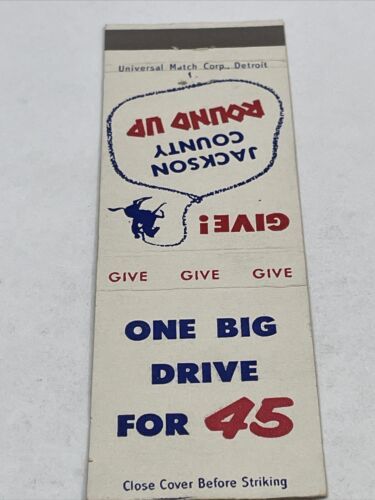 Universal Match Corp., Detroit
1
JACKSON
COUNTY
ROUND UP
GIVE!
GIVE GIVE GIVE
ONE BIG
DRIVE
FOR 45
Close Cover Before Striking